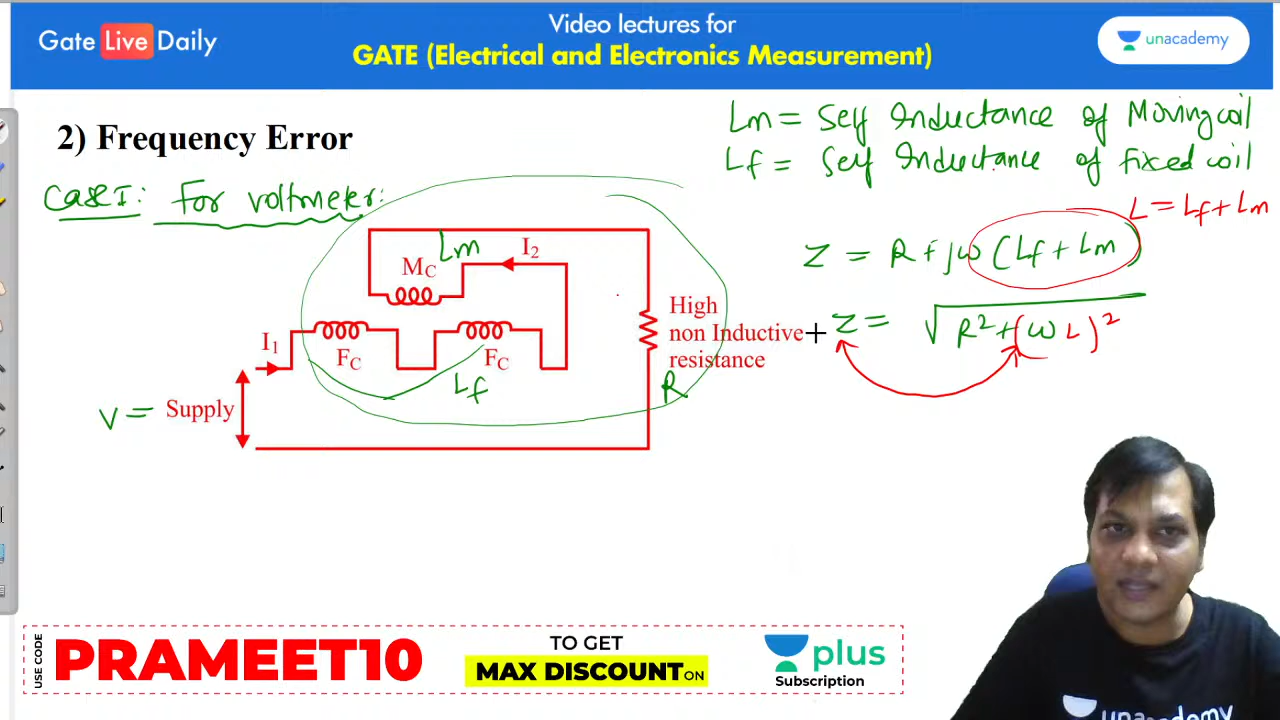 Gate Live Daily
Video lectures for
GATE (Electrical and Electronics Measurement)
unacademy
2) Frequency Error
Lm = Self Inductance of Moving coil
Lf = Self Inductance of fixed coil
Case I: For voltmeter:
L = Lf + Lm
Z = R + jω (Lf + Lm)
Z = √R² + (ωL)²
Lm
MC
I2
High
non Inductive
resistance
R
I1
FC
FC
Lf
V = Supply
USE CODE
PRAMEET10
TO GET
MAX DISCOUNT ON
plus
Subscription
unacademy